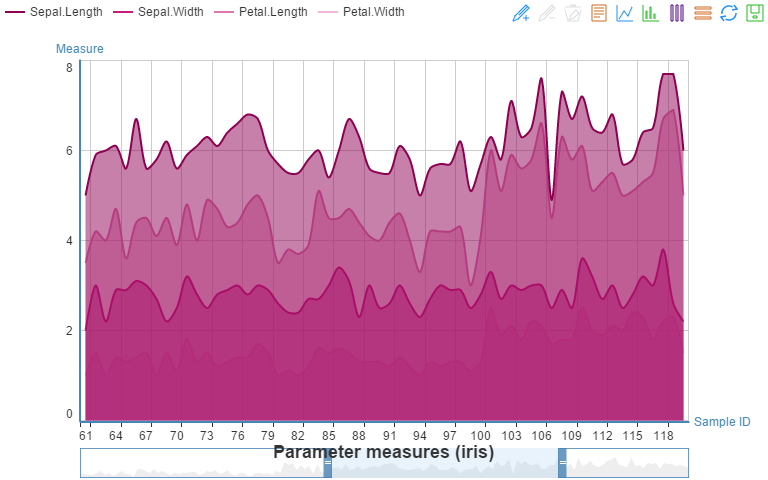 Sepal.Length Sepal.Width Petal.Length Petal.Width
Measure
8
6
4
2
0
61 64 67 70 73 76 79 82 85 88 91 94 97 100 103 106 109 112 115 118
Sample ID
Parameter measures (iris)